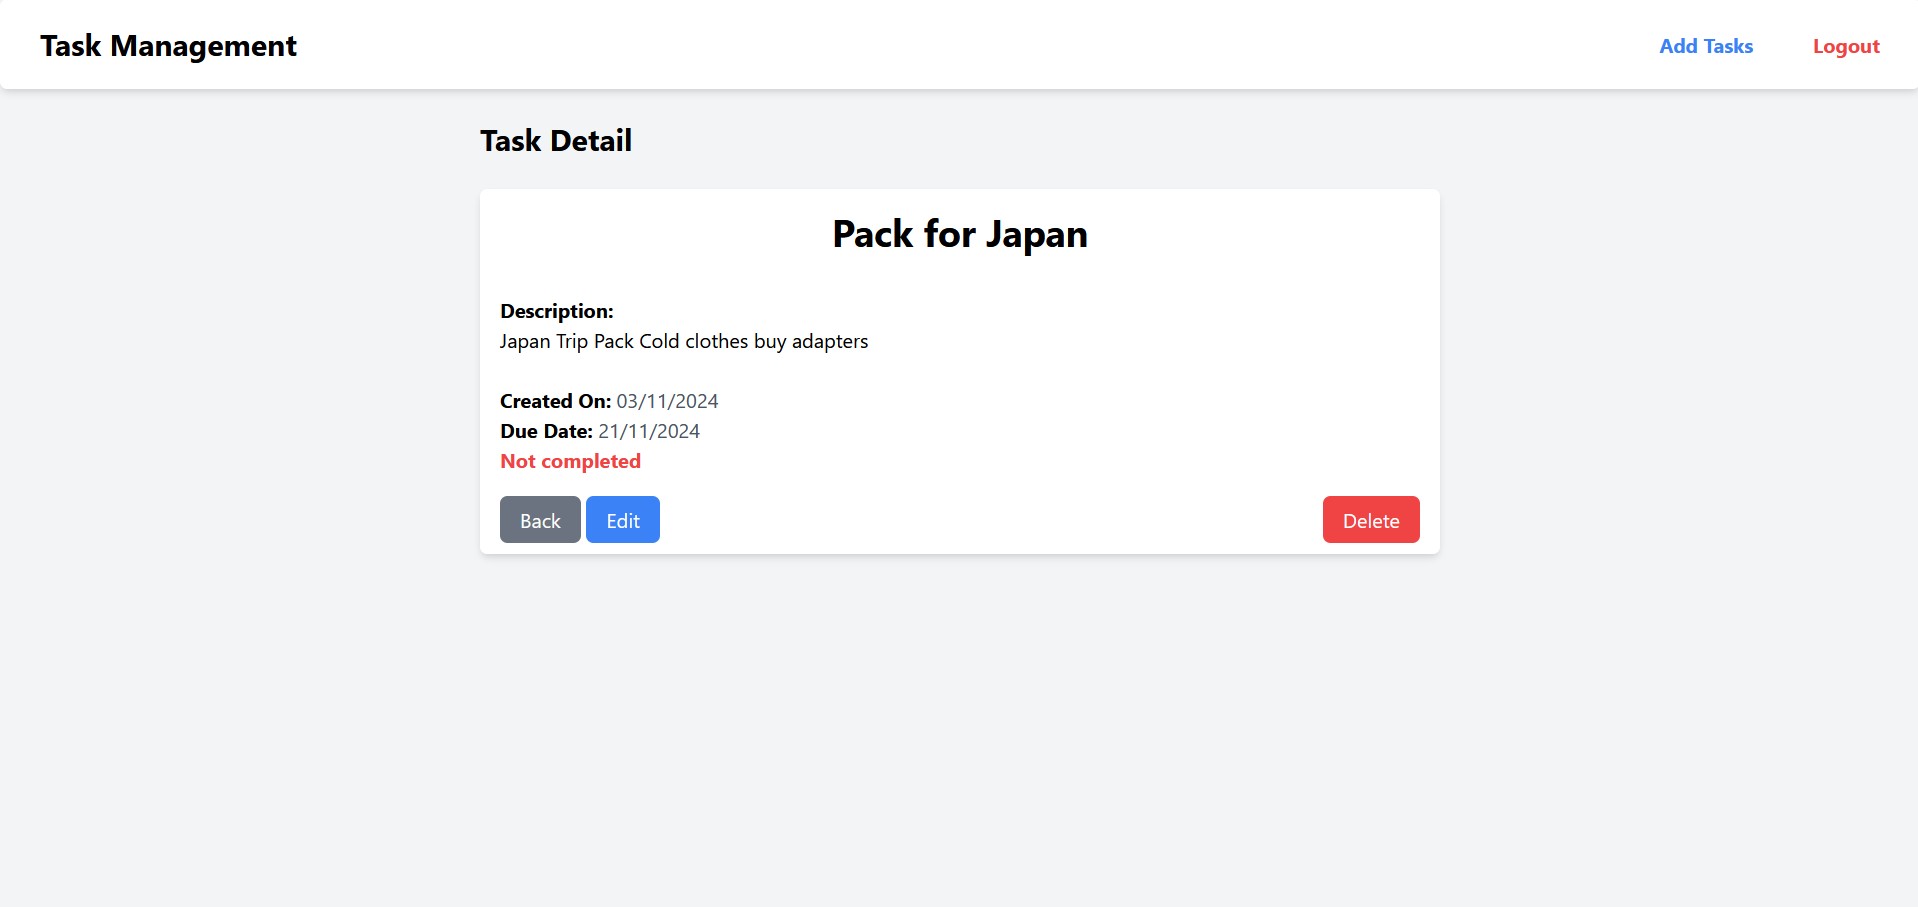 Task Management
Add Tasks
Logout
Task Detail
Pack for Japan
Description:
Japan Trip Pack Cold clothes buy adapters
Created On: 03/11/2024
Due Date: 21/11/2024
Not completed
Back
Edit
Delete